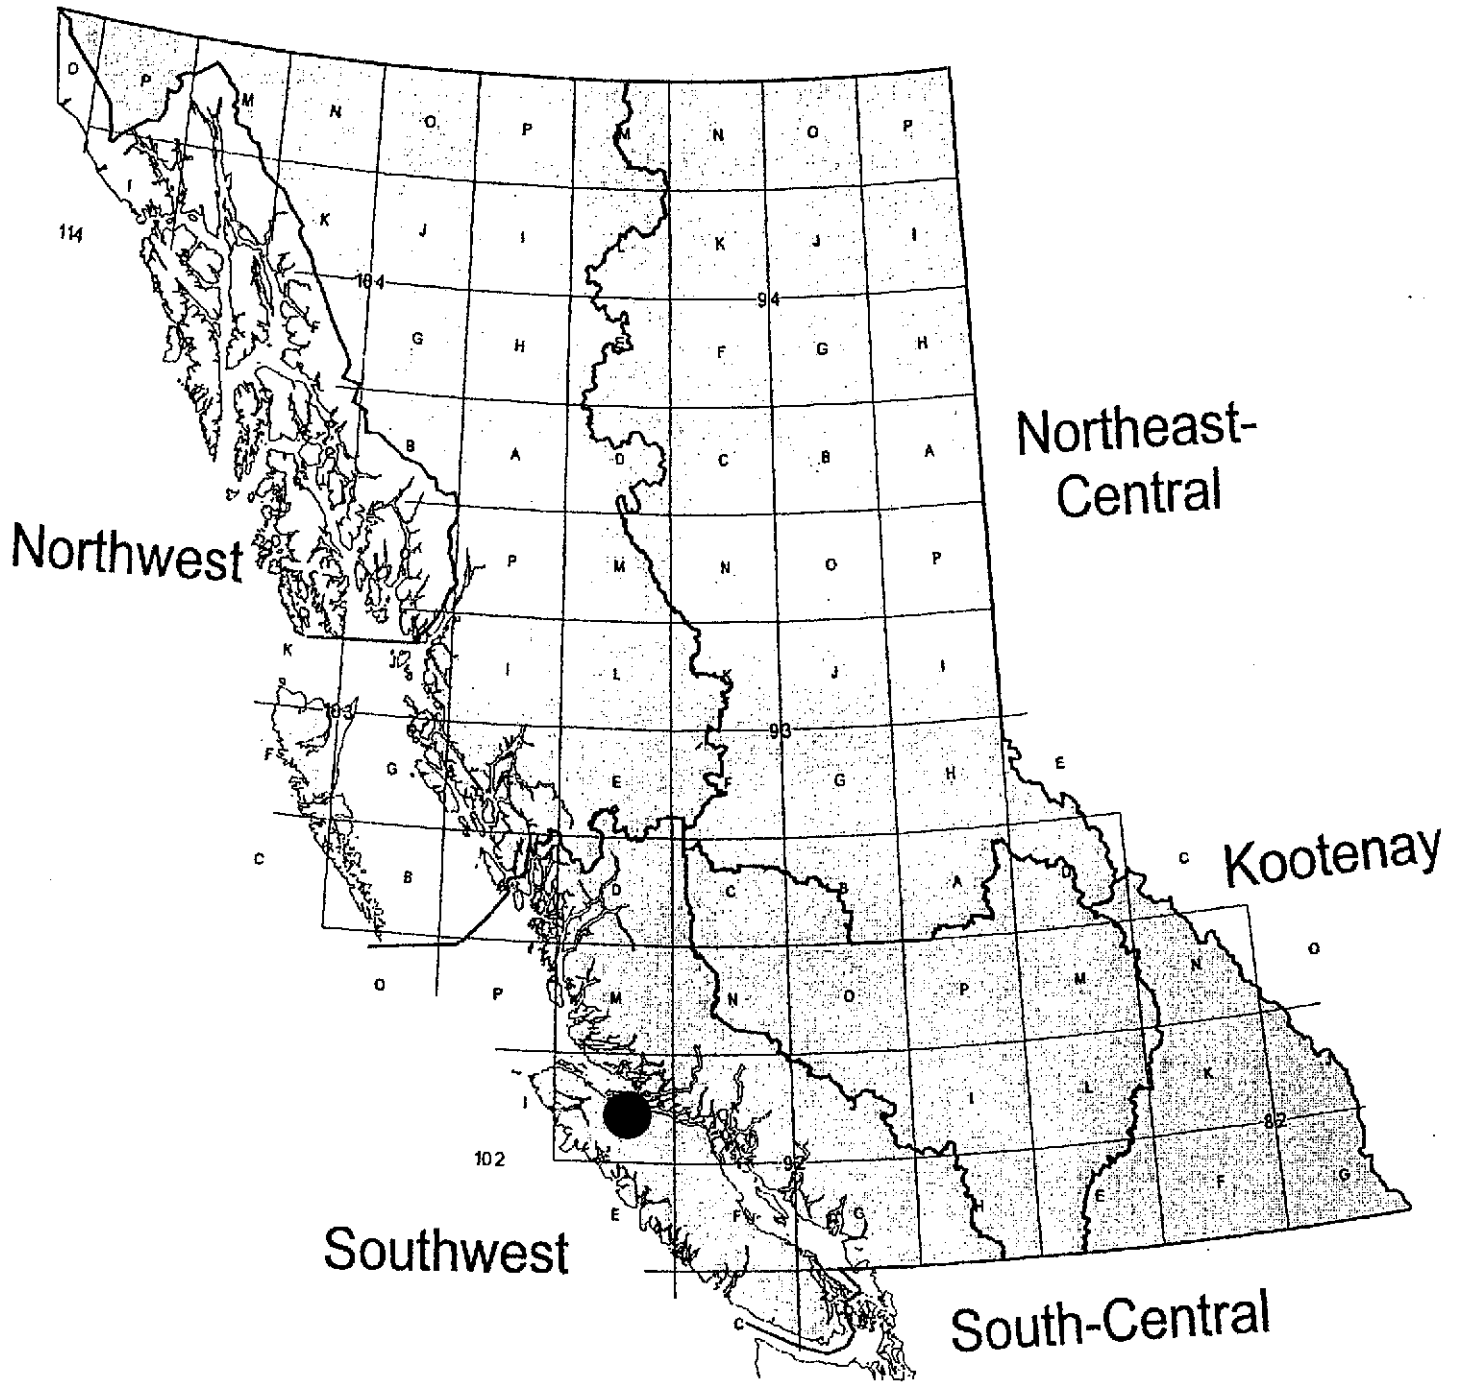 O P M N O P M N O P
I K J I L K J I
114
104 94
G H E F G H
B A D C B A
Northeast-
Central
Northwest
P M N O P
K J I L K J I
103 93
F G E F G H E
C B D C B A D C
Kootenay
O P M N O P M N O
I I L K J
102 92 82
E F G H E F G
Southwest
C
South-Central